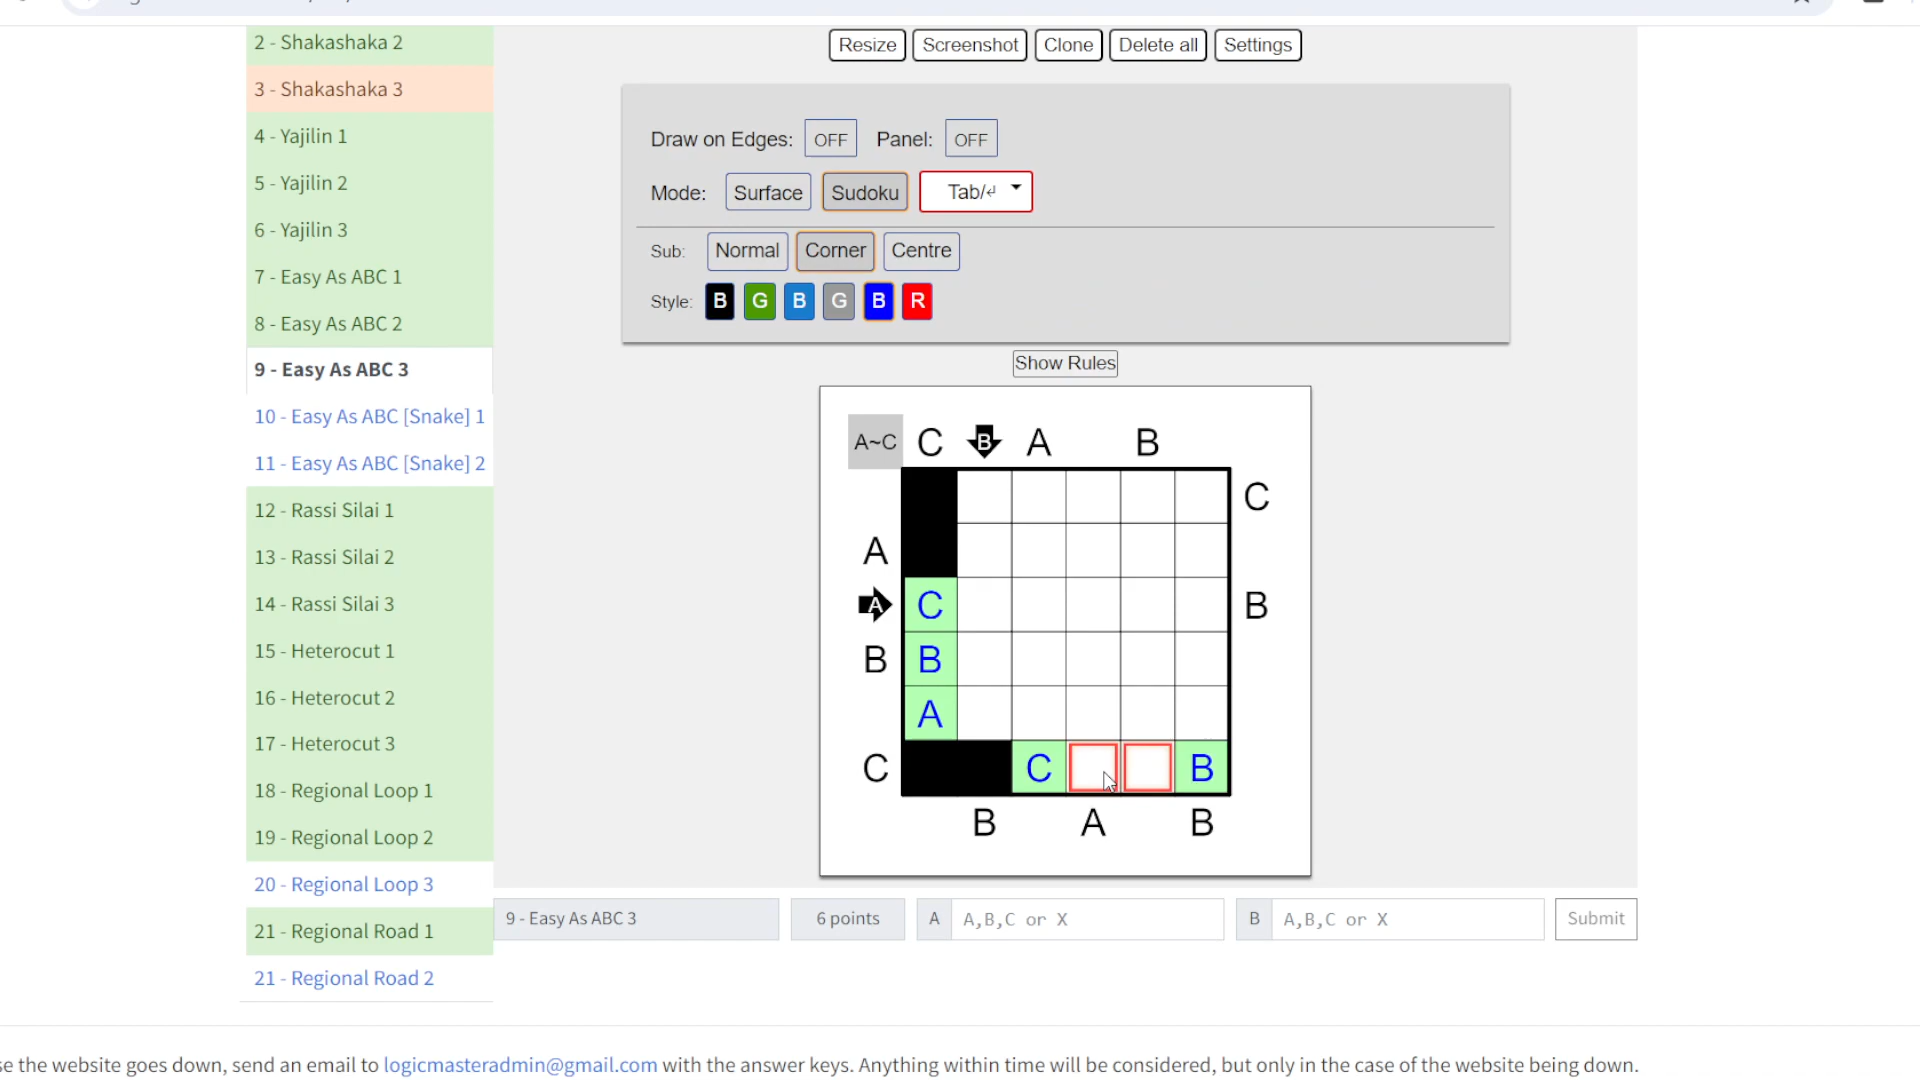 2 - Shakashaka 2
3 - Shakashaka 3
4 - Yajilin 1
5 - Yajilin 2
6 - Yajilin 3
7 - Easy As ABC 1
8 - Easy As ABC 2
9 - Easy As ABC 3
10 - Easy As ABC [Snake] 1
11 - Easy As ABC [Snake] 2
12 - Rassi Silai 1
13 - Rassi Silai 2
14 - Rassi Silai 3
15 - Heterocut 1
16 - Heterocut 2
17 - Heterocut 3
18 - Regional Loop 1
19 - Regional Loop 2
20 - Regional Loop 3
21 - Regional Road 1
21 - Regional Road 2
Resize Screenshot Clone Delete all Settings
Draw on Edges: OFF Panel: OFF
Mode: Surface Sudoku Tab/↵
Sub: Normal Corner Centre
Style: B G B G B R
Show Rules
A~C C B A B
C
A
A C B
B B
A
C C B
B A B
9 - Easy As ABC 3 6 points A A,B,C or X B A,B,C or X Submit
se the website goes down, send an email to logicmasteradmin@gmail.com with the answer keys. Anything within time will be considered, but only in the case of the website being down.